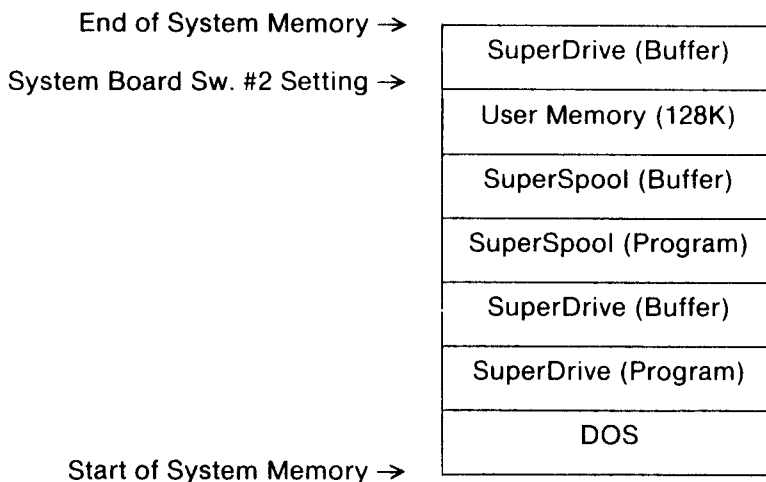 End of System Memory →
SuperDrive (Buffer)
System Board Sw. #2 Setting →
User Memory (128K)
SuperSpool (Buffer)
SuperSpool (Program)
SuperDrive (Buffer)
SuperDrive (Program)
DOS
Start of System Memory →